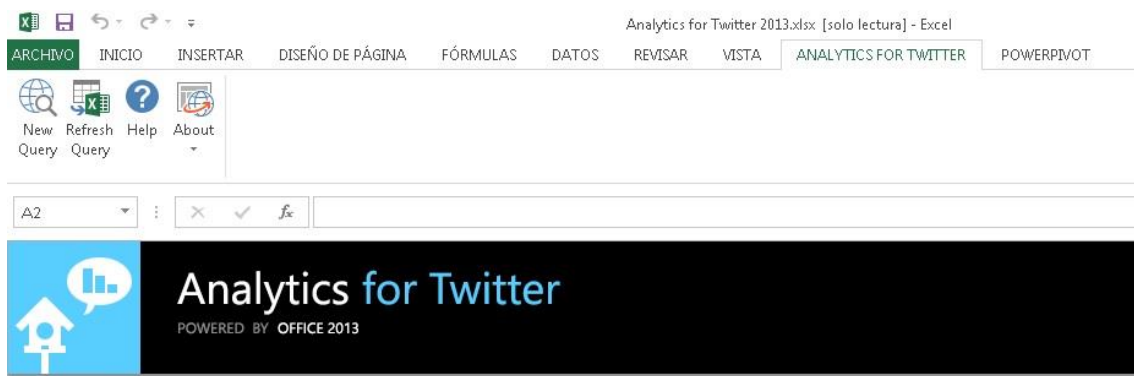 Analytics for Twitter 2013.xlsx [solo lectura] - Excel
ARCHIVO INICIO INSERTAR DISEÑO DE PÁGINA FÓRMULAS DATOS REVISAR VISTA ANALYTICS FOR TWITTER POWERPIVOT
New Refresh Help About
Query Query
A2 fx
Analytics for Twitter
POWERED BY OFFICE 2013